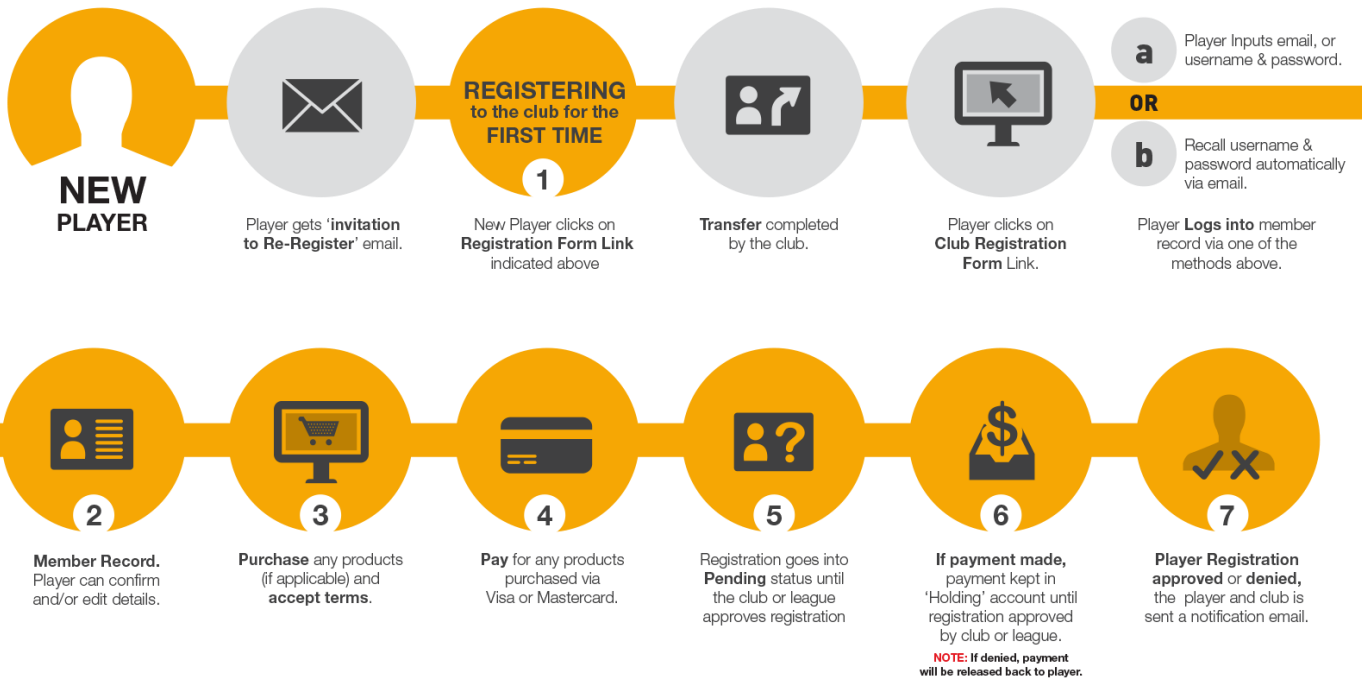 NEW
PLAYER
Player gets ‘invitation
to Re-Register’ email.
REGISTERING
to the club for the
FIRST TIME
1
New Player clicks on
Registration Form Link
indicated above
Transfer completed
by the club.
Player clicks on
Club Registration
Form Link.
a
Player Inputs email, or
username & password.
OR
b
Recall username &
password automatically
via email.
Player Logs into member
record via one of the
methods above.
2
Member Record.
Player can confirm
and/or edit details.
3
Purchase any products
(if applicable) and
accept terms.
4
Pay for any products
purchased via
Visa or Mastercard.
5
Registration goes into
Pending status until
the club or league
approves registration
$
6
If payment made,
payment kept in
‘Holding’ account until
registration approved
by club or league.
NOTE: If denied, payment
will be released back to player.
7
Player Registration
approved or denied,
the player and club is
sent a notification email.